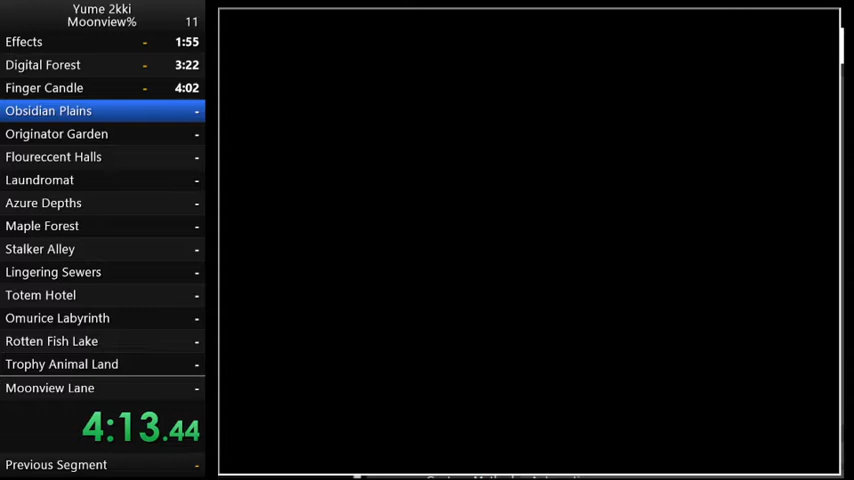 Yume 2kki
Moonview% 11
Effects - 1:55
Digital Forest - 3:22
Finger Candle - 4:02
Obsidian Plains -
Originator Garden -
Floureccent Halls -
Laundromat -
Azure Depths -
Maple Forest -
Stalker Alley -
Lingering Sewers -
Totem Hotel -
Omurice Labyrinth -
Rotten Fish Lake -
Trophy Animal Land -
Moonview Lane -
4:13.44
Previous Segment -